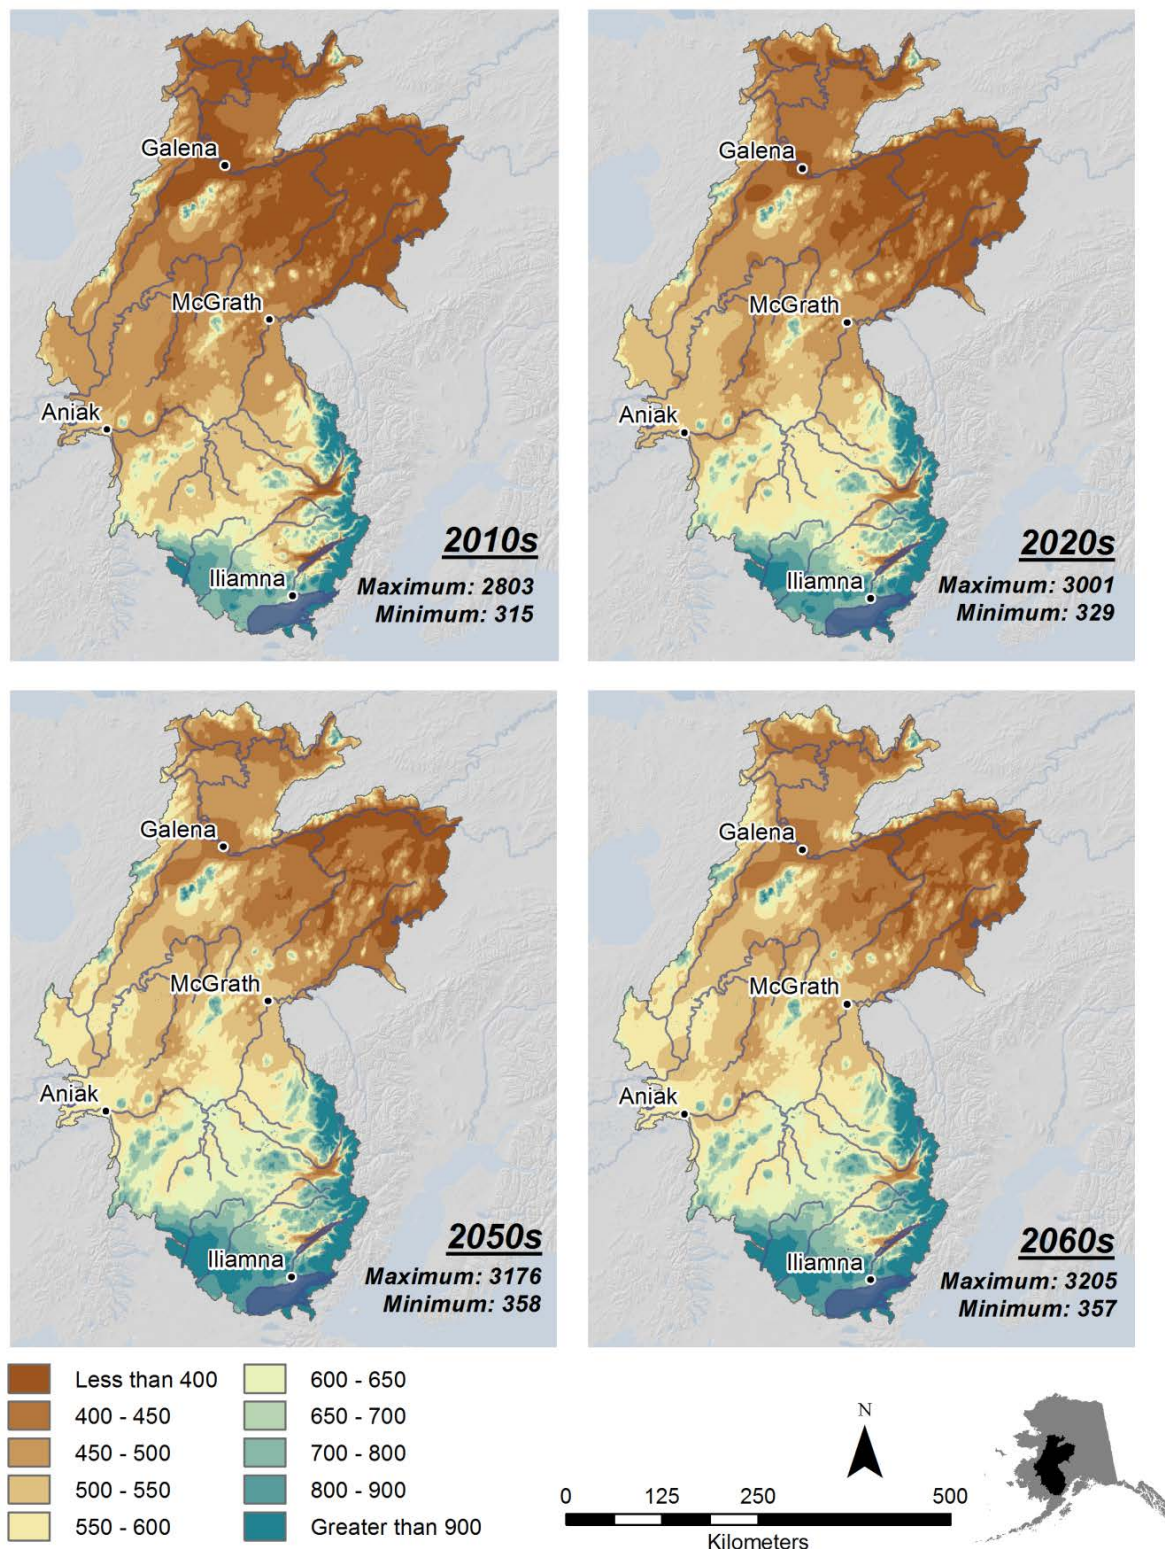 Galena
McGrath
Aniak
Iliamna
2010s
Maximum: 2803
Minimum: 315
Galena
McGrath
Aniak
Iliamna
2020s
Maximum: 3001
Minimum: 329
Galena
McGrath
Aniak
Iliamna
2050s
Maximum: 3176
Minimum: 358
Galena
McGrath
Aniak
Iliamna
2060s
Maximum: 3205
Minimum: 357
Less than 400
400 - 450
450 - 500
500 - 550
550 - 600
600 - 650
650 - 700
700 - 800
800 - 900
Greater than 900
N
0 125 250 500
Kilometers